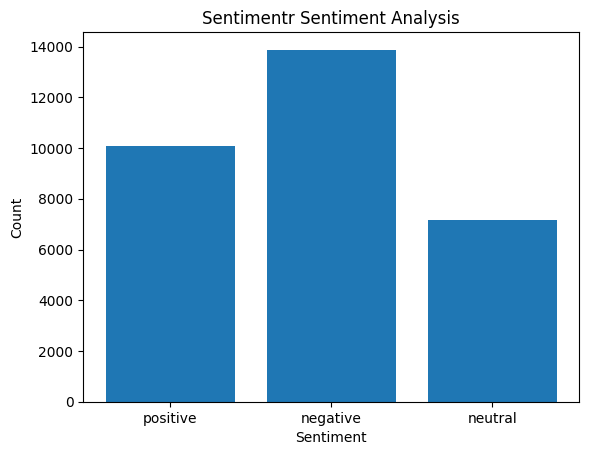 Sentimentr Sentiment Analysis
14000
12000
10000
8000
6000
4000
2000
0
Count
positive negative neutral
Sentiment